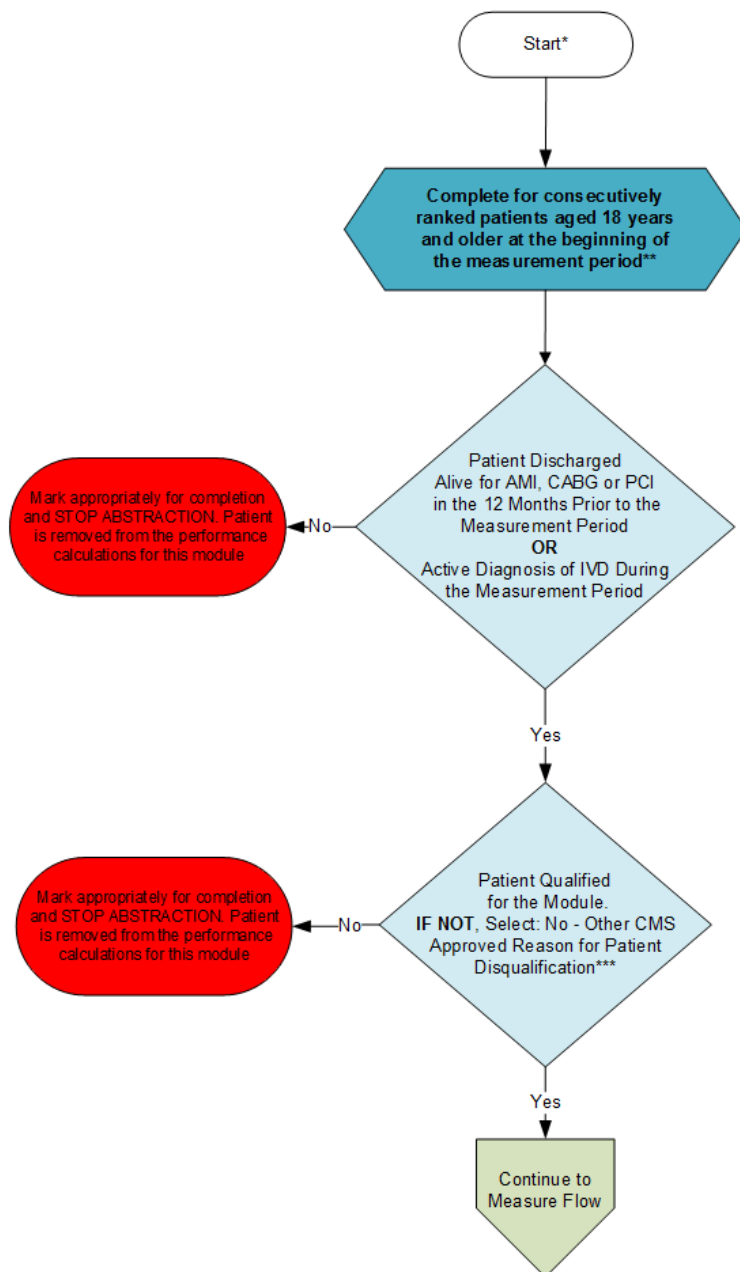 Start*
Complete for consecutively
ranked patients aged 18 years
and older at the beginning of
the measurement period**
Patient Discharged
Alive for AMI, CABG or PCI
in the 12 Months Prior to the
Measurement Period
OR
Active Diagnosis of IVD During
the Measurement Period
No
Mark appropriately for completion
and STOP ABSTRACTION. Patient
is removed from the performance
calculations for this module
Yes
Patient Qualified
for the Module.
IF NOT, Select: No - Other CMS
Approved Reason for Patient
Disqualification***
No
Mark appropriately for completion
and STOP ABSTRACTION. Patient
is removed from the performance
calculations for this module
Yes
Continue to
Measure Flow